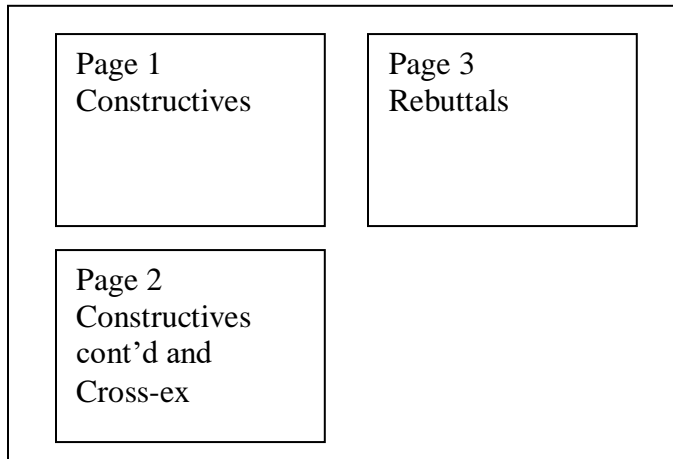 Page 1
Constructives
Page 2
Constructives
cont’d and
Cross-ex
Page 3
Rebuttals